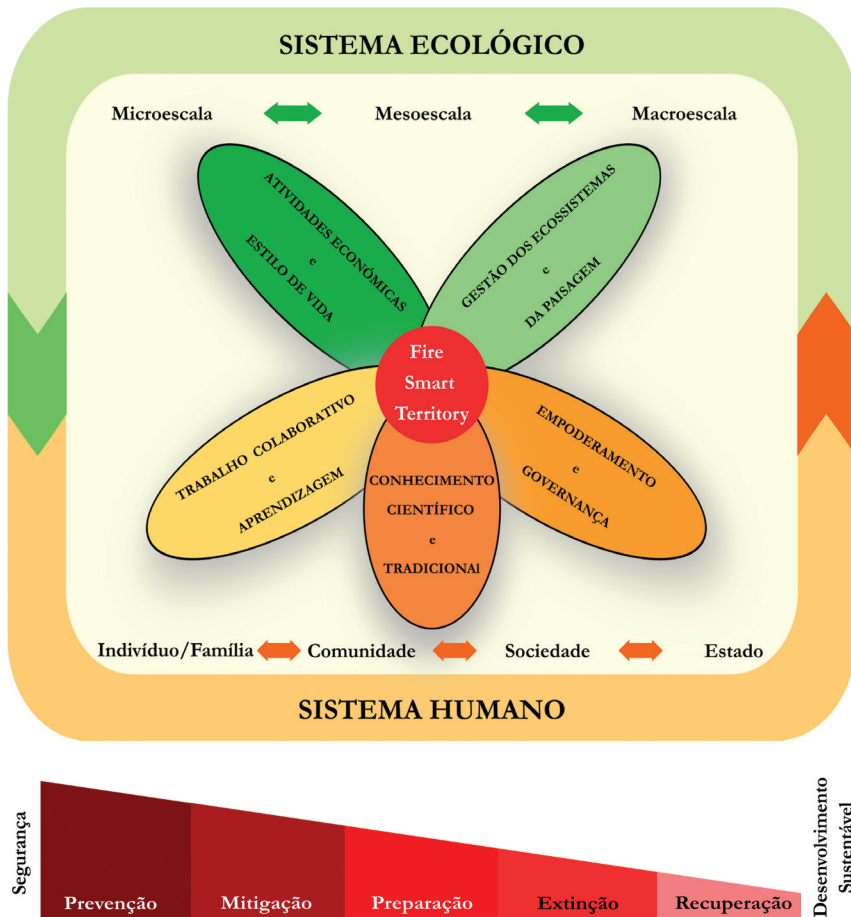 SISTEMA ECOLÓGICO
Microescala
Mesoescala
Macroescala
ATIVIDADES ECONÓMICAS
e
ESTILO DE VIDA
GESTÃO DOS ECOSSISTEMAS
e
DA PAISAGEM
Fire
Smart
Territory
TRABALHO COLABORATIVO
e
APRENDIZAGEM
CONHECIMENTO
CIENTÍFICO
e
TRADICIONAl
EMPODERAMENTO
e
GOVERNANÇA
Indivíduo/Família
Comunidade
Sociedade
Estado
SISTEMA HUMANO
Segurança
Prevenção
Mitigação
Preparação
Extinção
Recuperação
Desenvolvimento
Sustentável